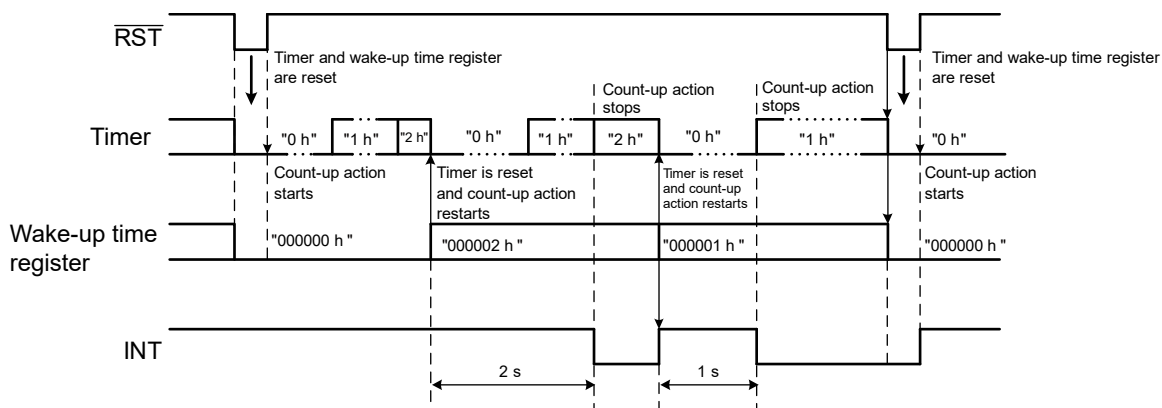 RST
Timer and wake-up time register
are reset
Timer and wake-up time register
are reset
Count-up action
stops
Count-up action
stops
Timer
"0 h"
"1 h"
"2 h"
"0 h"
"1 h"
"2 h"
"0 h"
"1 h"
"0 h"
Count-up action
starts
Timer is reset
and count-up action
restarts
Timer is reset
and count-up
action restarts
Count-up action
starts
Wake-up time
register
"000000 h "
"000002 h "
"000001 h "
"000000 h "
INT
2 s
1 s